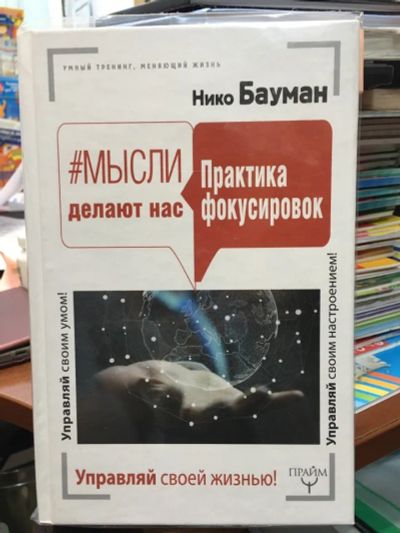 УМНЫЙ ТРЕНИНГ, МЕНЯЮЩИЙ ЖИЗНЬ
Нико Бауман
#МЫСЛИ
делают нас
Практика
фокусировок
Управляй своим умом!
Управляй своим настроением!
Управляй своей жизнью!
ПРАЙМ